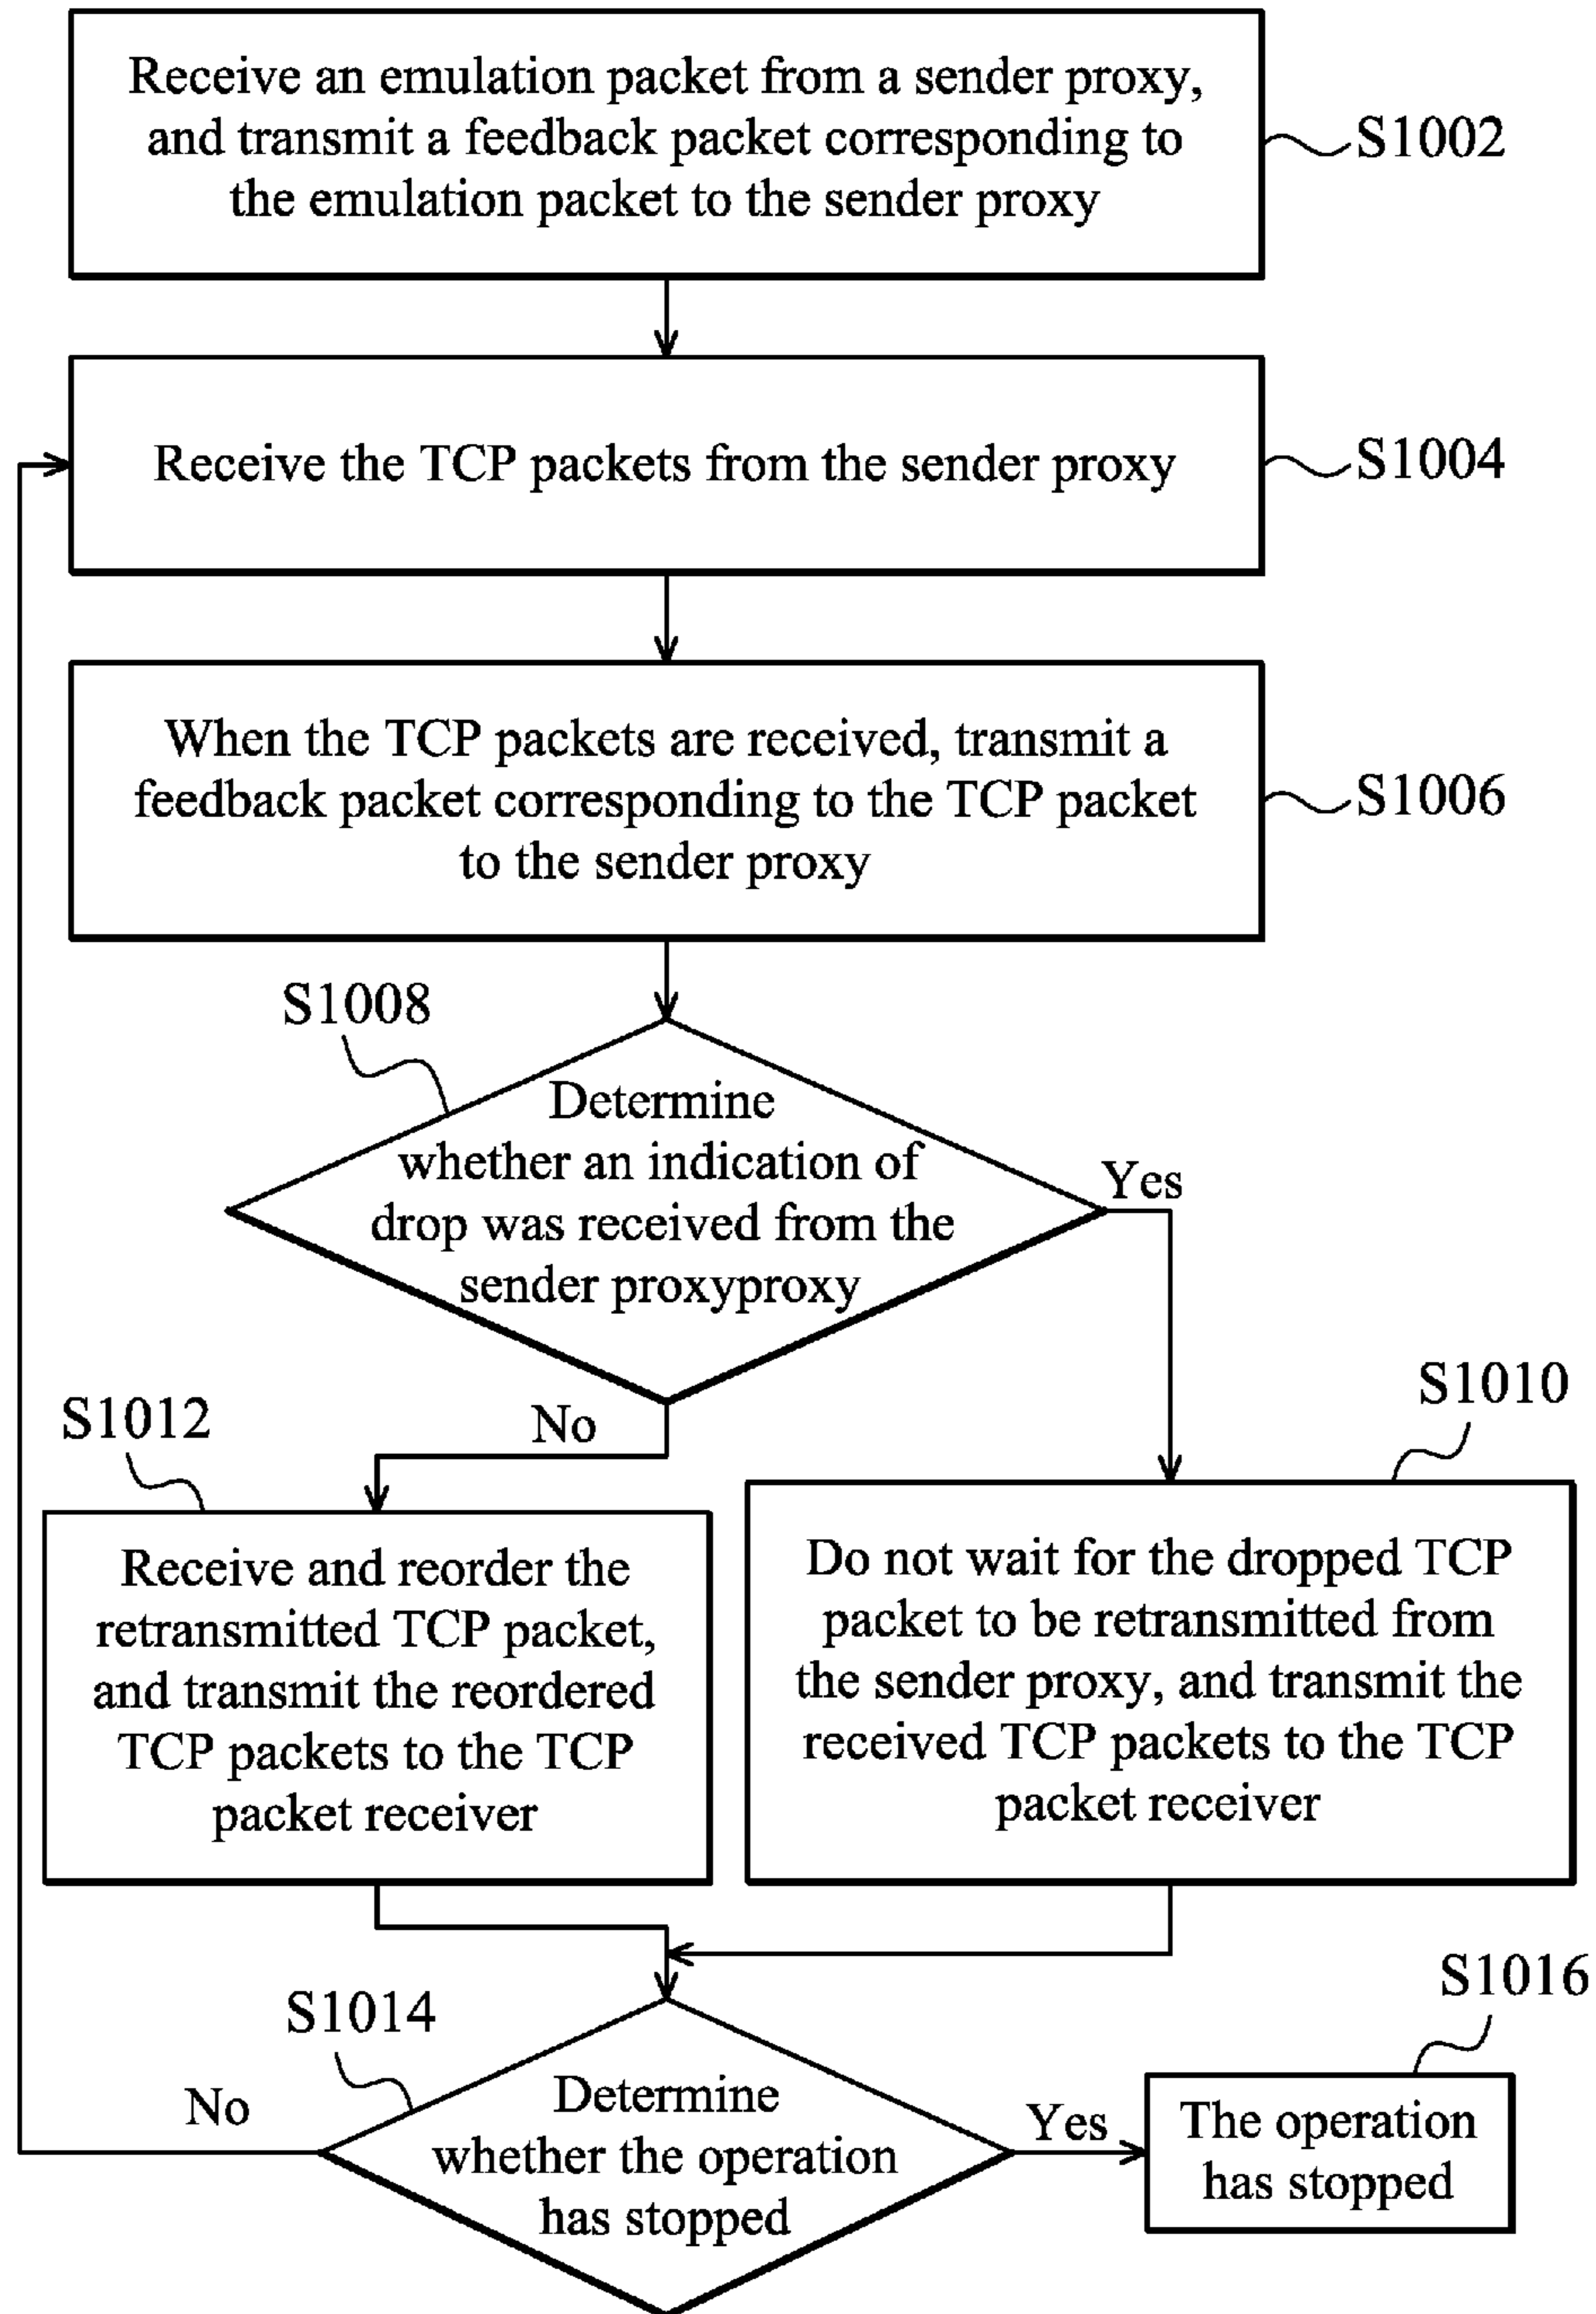 Receive an emulation packet from a sender proxy,
and transmit a feedback packet corresponding to
the emulation packet to the sender proxy
S1002
Receive the TCP packets from the sender proxy
S1004
When the TCP packets are received, transmit a
feedback packet corresponding to the TCP packet
to the sender proxy
S1006
S1008
Determine
whether an indication of
drop was received from the
sender proxyproxy
Yes
No
S1012
Receive and reorder the
retransmitted TCP packet,
and transmit the reordered
TCP packets to the TCP
packet receiver
S1010
Do not wait for the dropped TCP
packet to be retransmitted from
the sender proxy, and transmit the
received TCP packets to the TCP
packet receiver
S1014
Determine
whether the operation
has stopped
No
Yes
S1016
The operation
has stopped